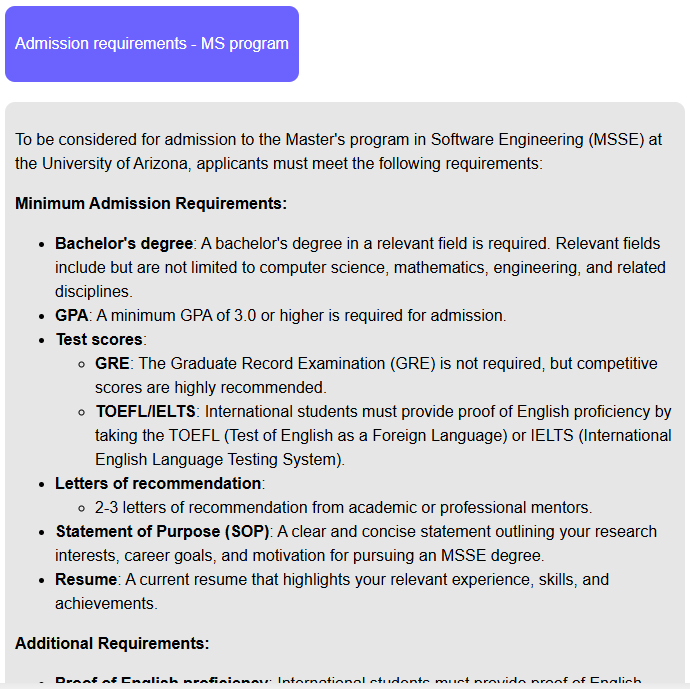 Admission requirements - MS program
To be considered for admission to the Master's program in Software Engineering (MSSE) at
the University of Arizona, applicants must meet the following requirements:
Minimum Admission Requirements:
• Bachelor's degree: A bachelor's degree in a relevant field is required. Relevant fields
include but are not limited to computer science, mathematics, engineering, and related
disciplines.
• GPA: A minimum GPA of 3.0 or higher is required for admission.
• Test scores:
◦ GRE: The Graduate Record Examination (GRE) is not required, but competitive
scores are highly recommended.
◦ TOEFL/IELTS: International students must provide proof of English proficiency by
taking the TOEFL (Test of English as a Foreign Language) or IELTS (International
English Language Testing System).
• Letters of recommendation:
◦ 2-3 letters of recommendation from academic or professional mentors.
• Statement of Purpose (SOP): A clear and concise statement outlining your research
interests, career goals, and motivation for pursuing an MSSE degree.
• Resume: A current resume that highlights your relevant experience, skills, and
achievements.
Additional Requirements:
• Proof of English proficiency: International students must provide proof of English